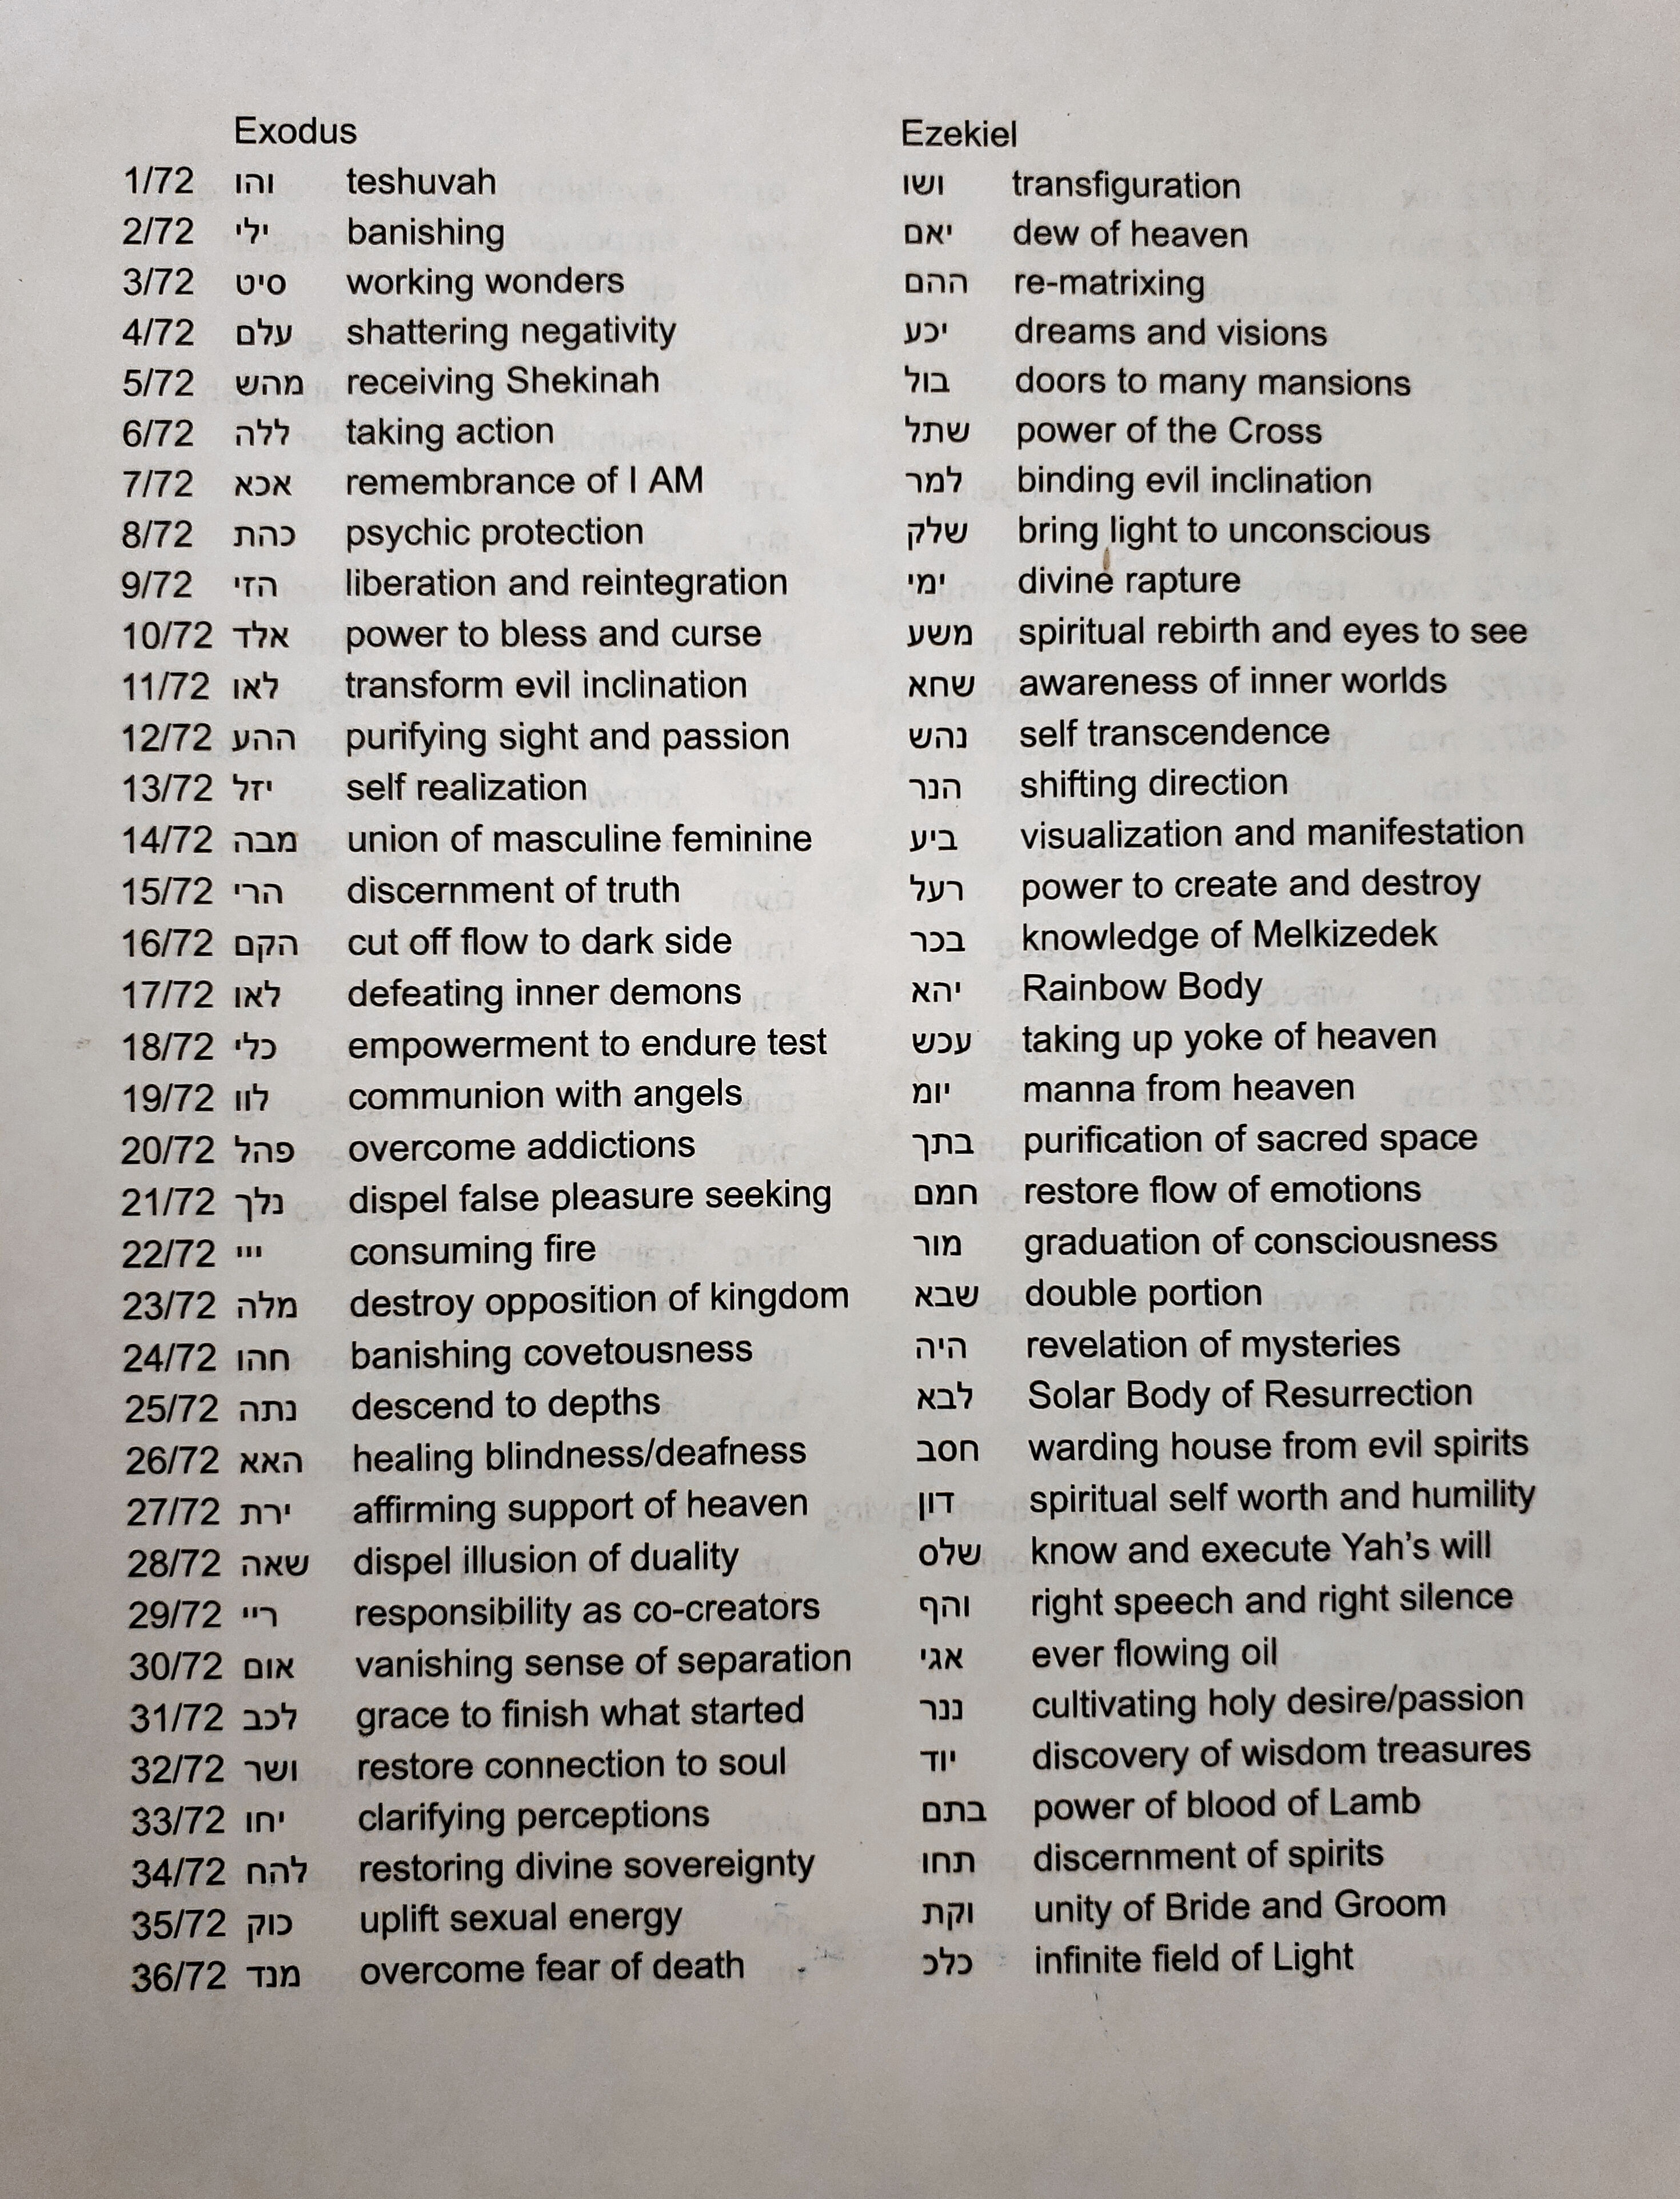 Exodus Ezekiel
1/72 והו teshuvah ושו transfiguration
2/72 ילי banishing יאם dew of heaven
3/72 סיט working wonders ההם re-matrixing
4/72 עלם shattering negativity יכע dreams and visions
5/72 מהש receiving Shekinah בול doors to many mansions
6/72 ללה taking action שתל power of the Cross
7/72 אכא remembrance of I AM למר binding evil inclination
8/72 כהת psychic protection שלק bring light to unconscious
9/72 הזי liberation and reintegration ימי divine rapture
10/72 אלד power to bless and curse משע spiritual rebirth and eyes to see
11/72 לאו transform evil inclination שחא awareness of inner worlds
12/72 ההע purifying sight and passion נהש self transcendence
13/72 יזל self realization הנר shifting direction
14/72 מבה union of masculine feminine ביע visualization and manifestation
15/72 הרי discernment of truth רעל power to create and destroy
16/72 הקם cut off flow to dark side בכר knowledge of Melkizedek
17/72 לאו defeating inner demons יהא Rainbow Body
18/72 כלי empowerment to endure test עכש taking up yoke of heaven
19/72 לוו communion with angels יומ manna from heaven
20/72 פהל overcome addictions בתך purification of sacred space
21/72 נלך dispel false pleasure seeking חמם restore flow of emotions
22/72 ייי consuming fire מור graduation of consciousness
23/72 מלה destroy opposition of kingdom שבא double portion
24/72 חהו banishing covetousness היה revelation of mysteries
25/72 נתה descend to depths לבא Solar Body of Resurrection
26/72 האא healing blindness/deafness חסב warding house from evil spirits
27/72 ירת affirming support of heaven דון spiritual self worth and humility
28/72 שאה dispel illusion of duality שלס know and execute Yah’s will
29/72 ריי responsibility as co-creators והף right speech and right silence
30/72 אום vanishing sense of separation אגי ever flowing oil
31/72 לכב grace to finish what started ננר cultivating holy desire/passion
32/72 ושר restore connection to soul יוד discovery of wisdom treasures
33/72 יחו clarifying perceptions בתם power of blood of Lamb
34/72 להח restoring divine sovereignty תחו discernment of spirits
35/72 כוק uplift sexual energy וקת unity of Bride and Groom
36/72 מנד overcome fear of death כלכ infinite field of Light